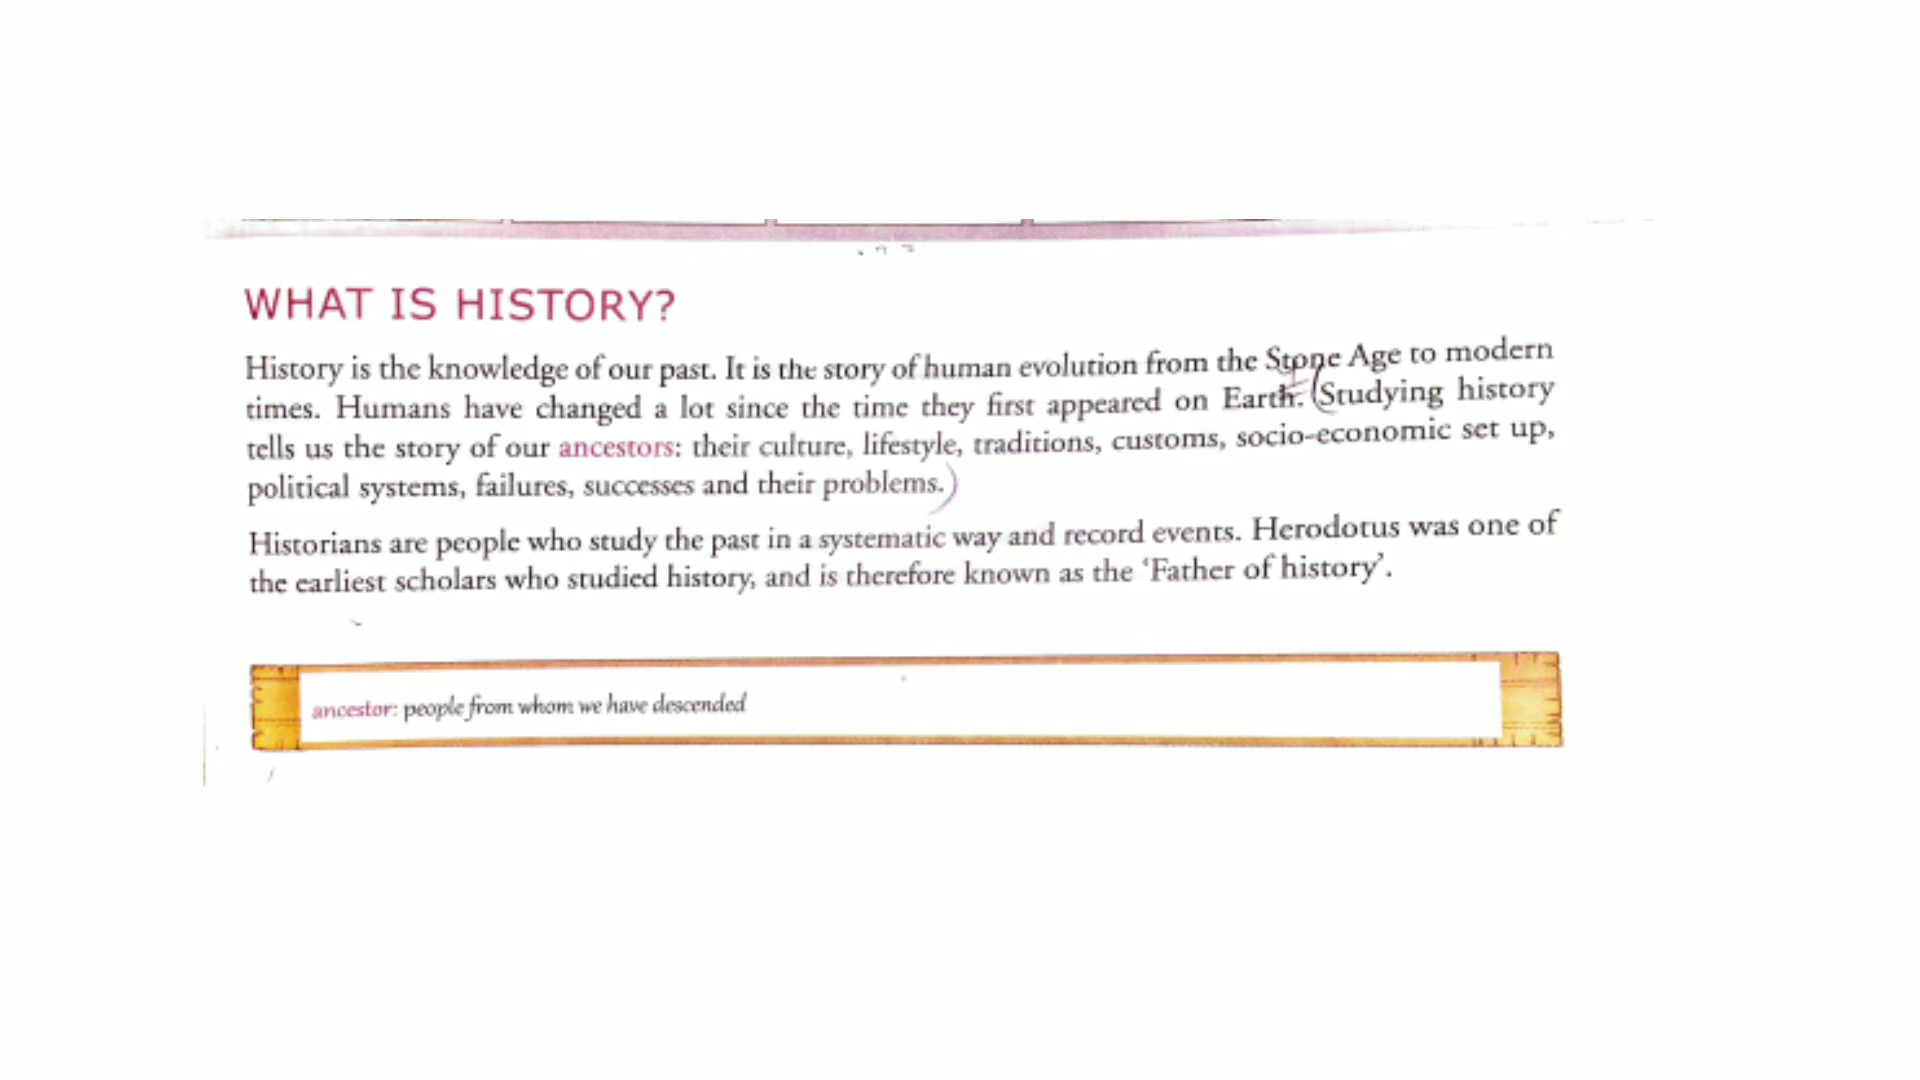 WHAT IS HISTORY?
History is the knowledge of our past. It is the story of human evolution from the Stone Age to modern
times. Humans have changed a lot since the time they first appeared on Earth. (Studying history
tells us the story of our ancestors: their culture, lifestyle, traditions, customs, socio-economic set up,
political systems, failures, successes and their problems.)
Historians are people who study the past in a systematic way and record events. Herodotus was one of
the earliest scholars who studied history, and is therefore known as the ‘Father of history’.
ancestor: people from whom we have descended